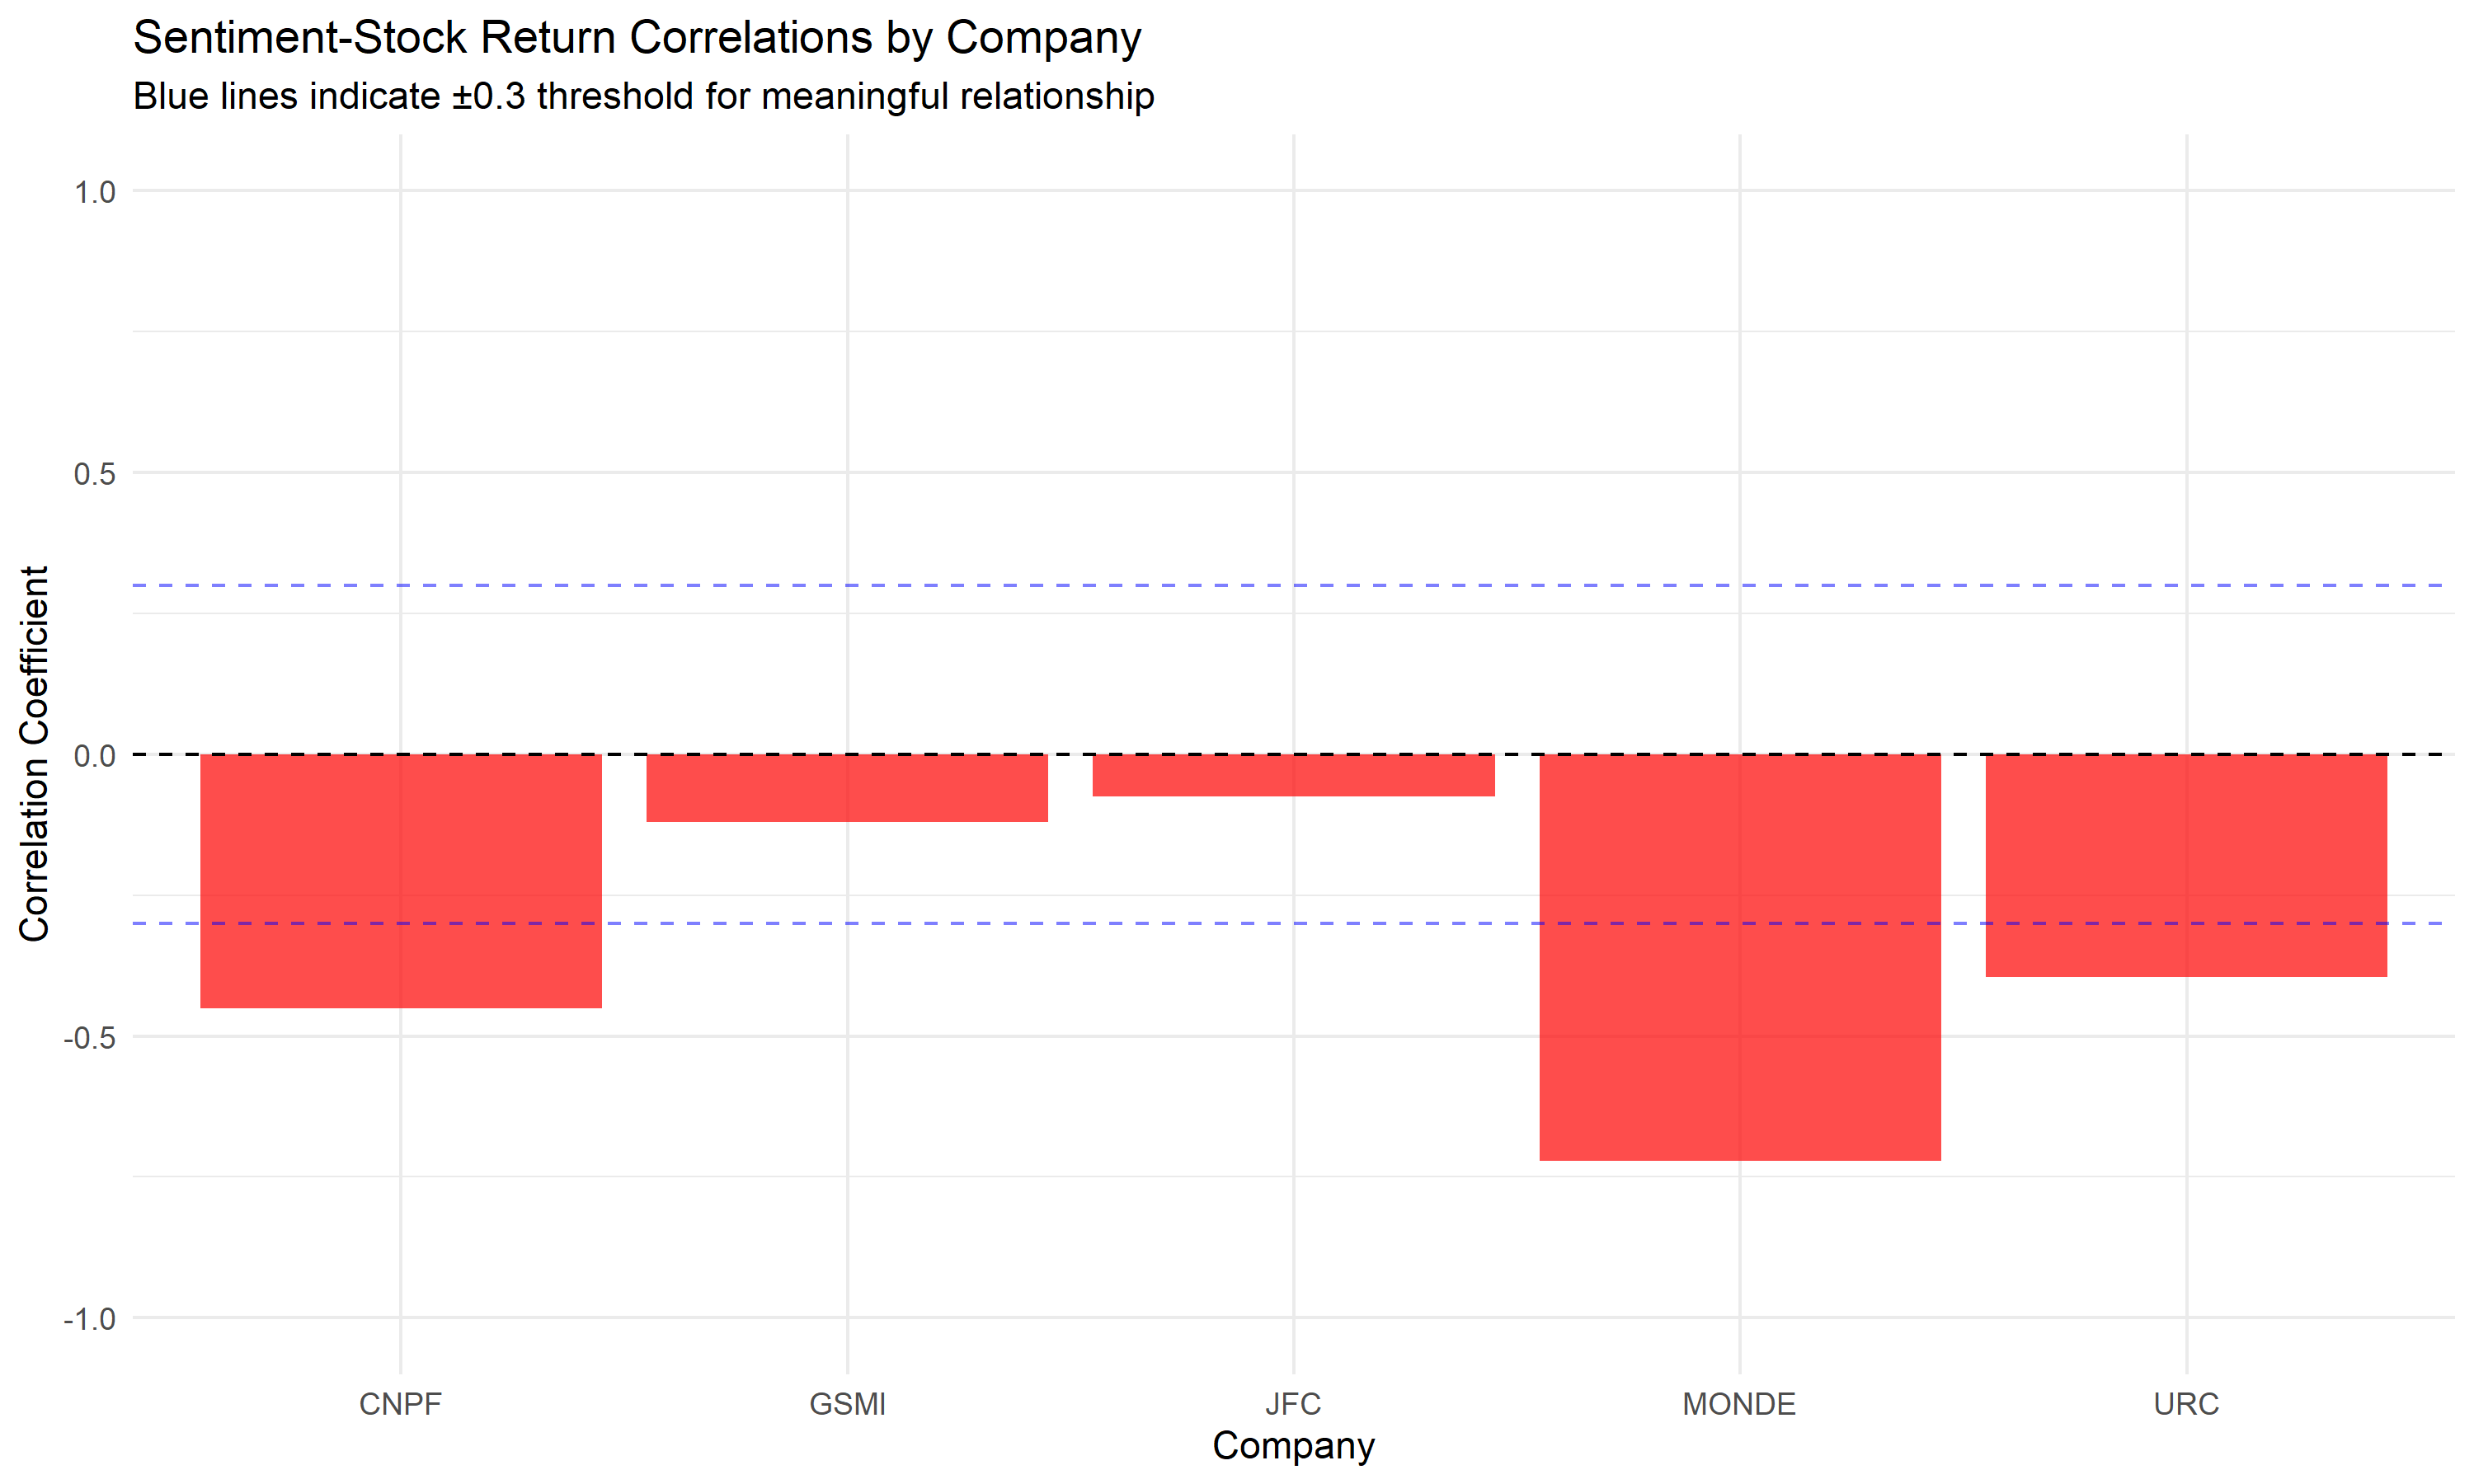 Sentiment-Stock Return Correlations by Company
Blue lines indicate ±0.3 threshold for meaningful relationship
Correlation Coefficient
1.0
0.5
0.0
-0.5
-1.0
CNPF GSMI JFC MONDE URC
Company